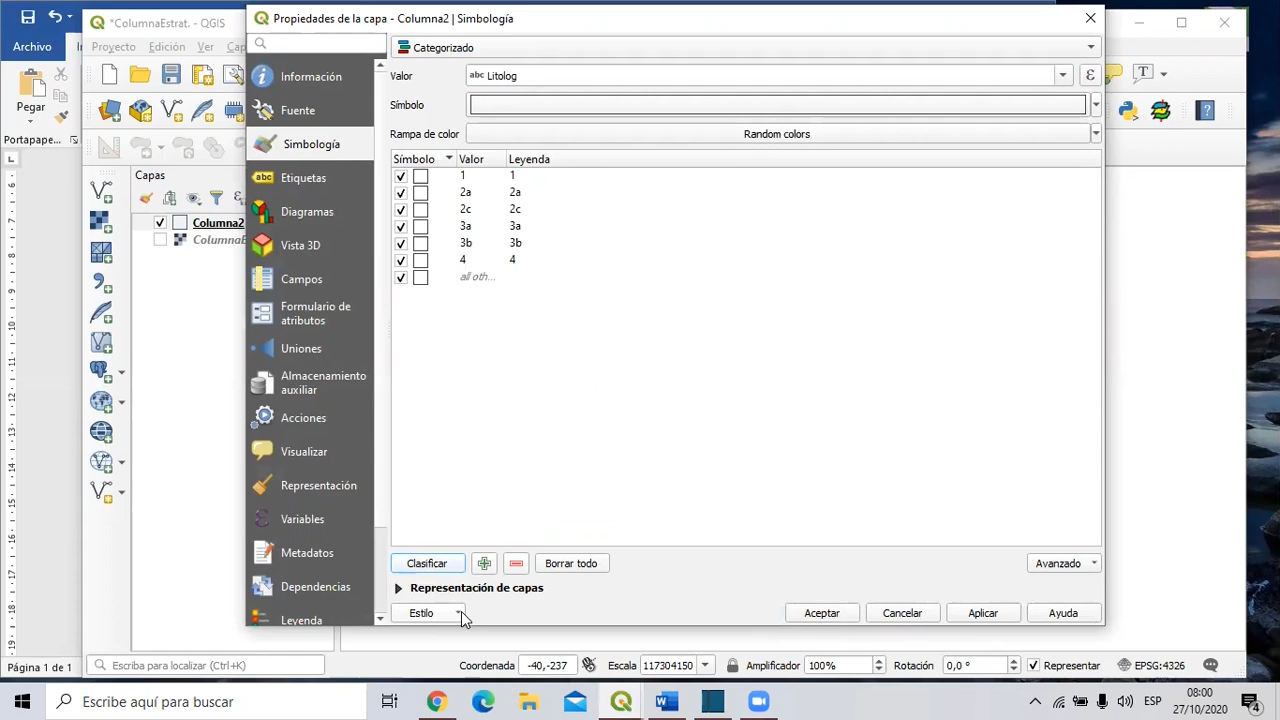 *ColumnaEstrat. - QGIS
Propiedades de la capa - Columna2 | Simbología
Archivo
Proyecto Edición Ver
Pegar
Portapape...
Capas
Columna2
Información
Fuente
Simbología
Etiquetas
Diagramas
Vista 3D
Campos
Formulario de
atributos
Uniones
Almacenamiento
auxiliar
Acciones
Visualizar
Representación
Variables
Metadatos
Dependencias
Leyenda
Categorizado
Valor abc Litolog
Símbolo
Rampa de color Random colors
Símbolo Valor Leyenda
1 1
2a 2a
2c 2c
3a 3a
3b 3b
4 4
all oth...
Clasificar Borrar todo Avanzado
Representación de capas
Estilo Aceptar Cancelar Aplicar Ayuda
Página 1 de 1
Escriba para localizar (Ctrl+K) Coordenada -40,-237 Escala 117304150 Amplificador 100% Rotación 0,0 ° Representar EPSG:4326
Escribe aquí para buscar
ESP
08:00
27/10/2020
4